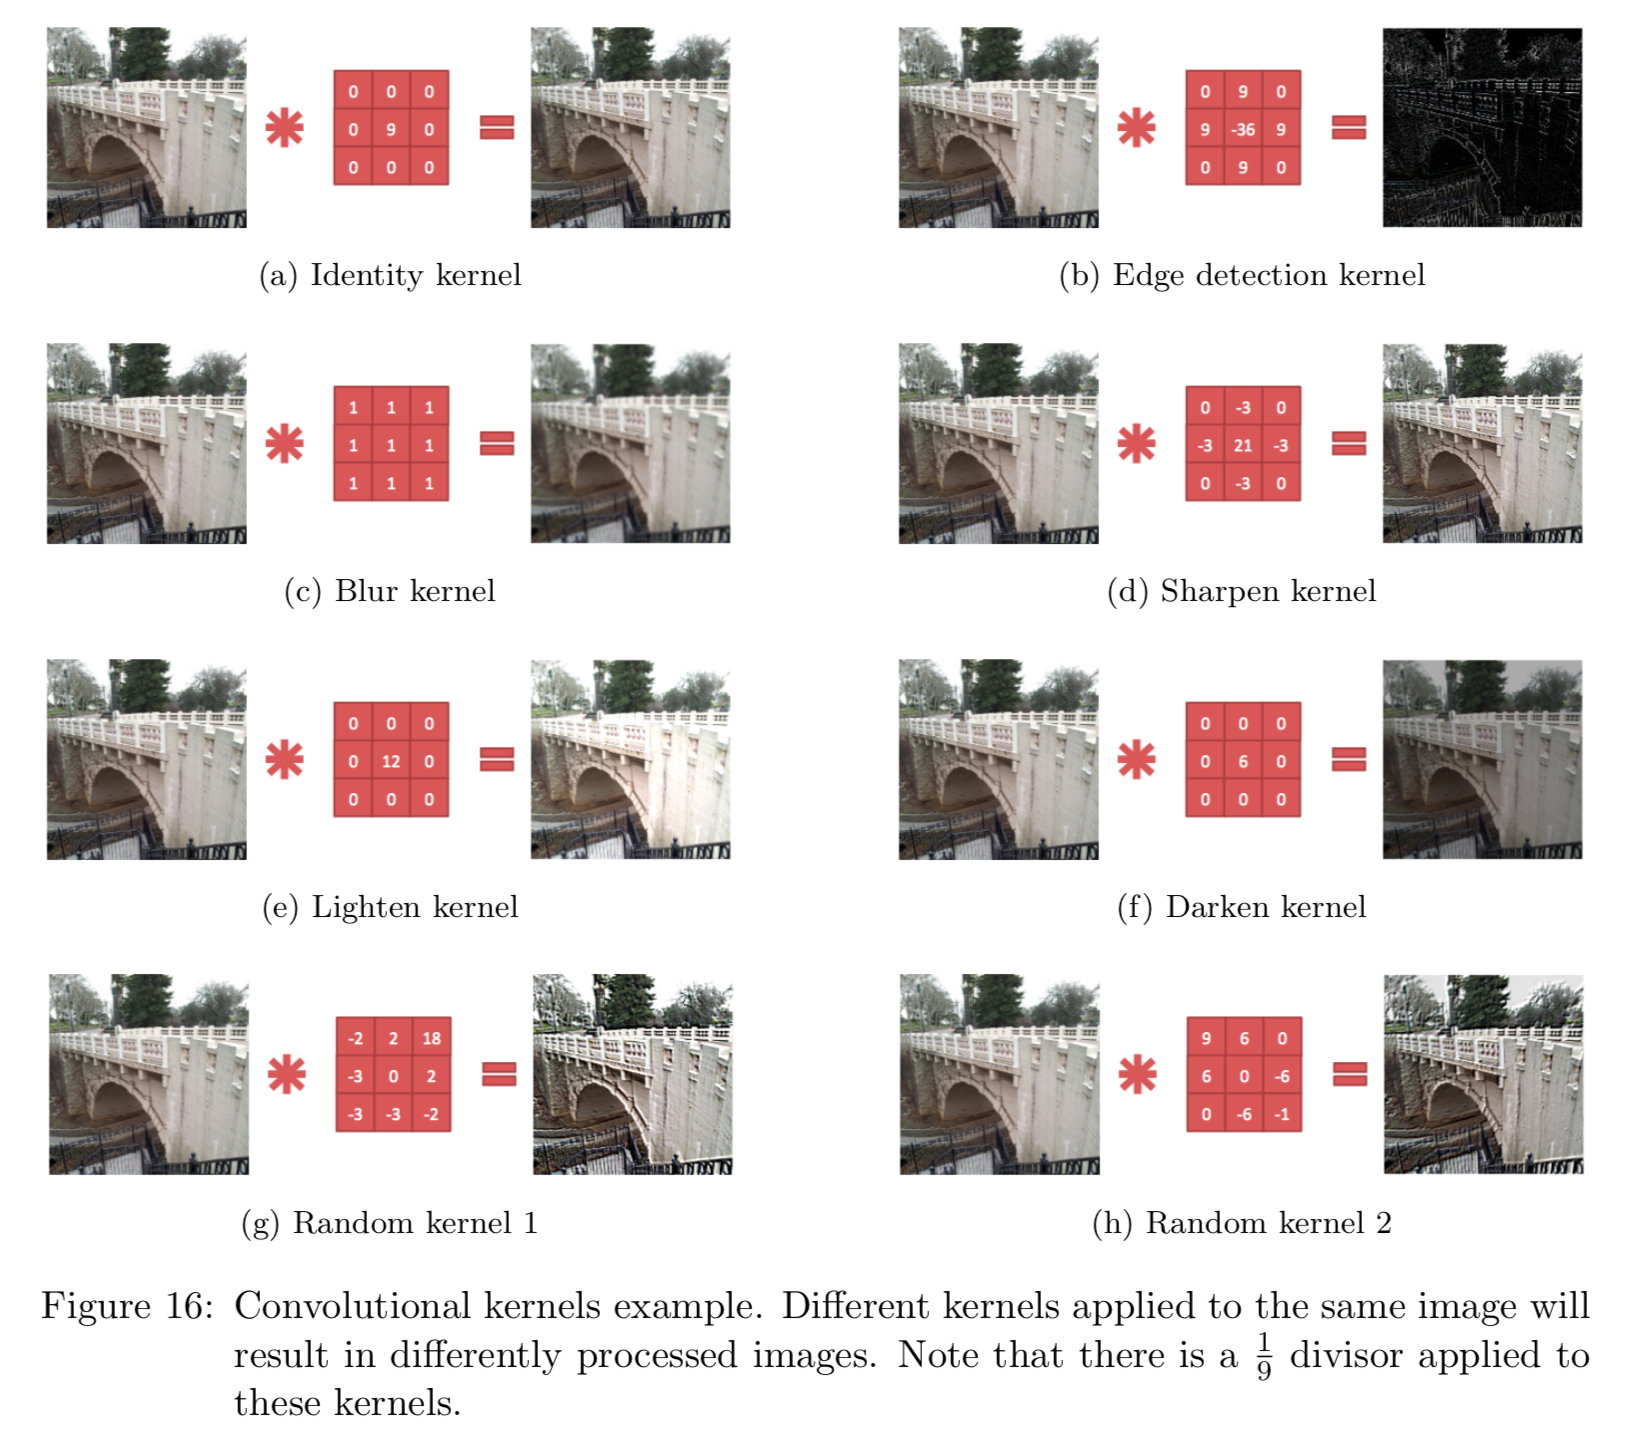 0 0 0
0 9 0
0 0 0
(a) Identity kernel
0 9 0
9 -36 9
0 9 0
(b) Edge detection kernel
1 1 1
1 1 1
1 1 1
(c) Blur kernel
0 -3 0
-3 21 -3
0 -3 0
(d) Sharpen kernel
0 0 0
0 12 0
0 0 0
(e) Lighten kernel
0 0 0
0 6 0
0 0 0
(f) Darken kernel
-2 2 18
-3 0 2
-3 -3 -2
(g) Random kernel 1
9 6 0
6 0 -6
0 -6 -1
(h) Random kernel 2
Figure 16: Convolutional kernels example. Different kernels applied to the same image will
result in differently processed images. Note that there is a 1/9 divisor applied to
these kernels.